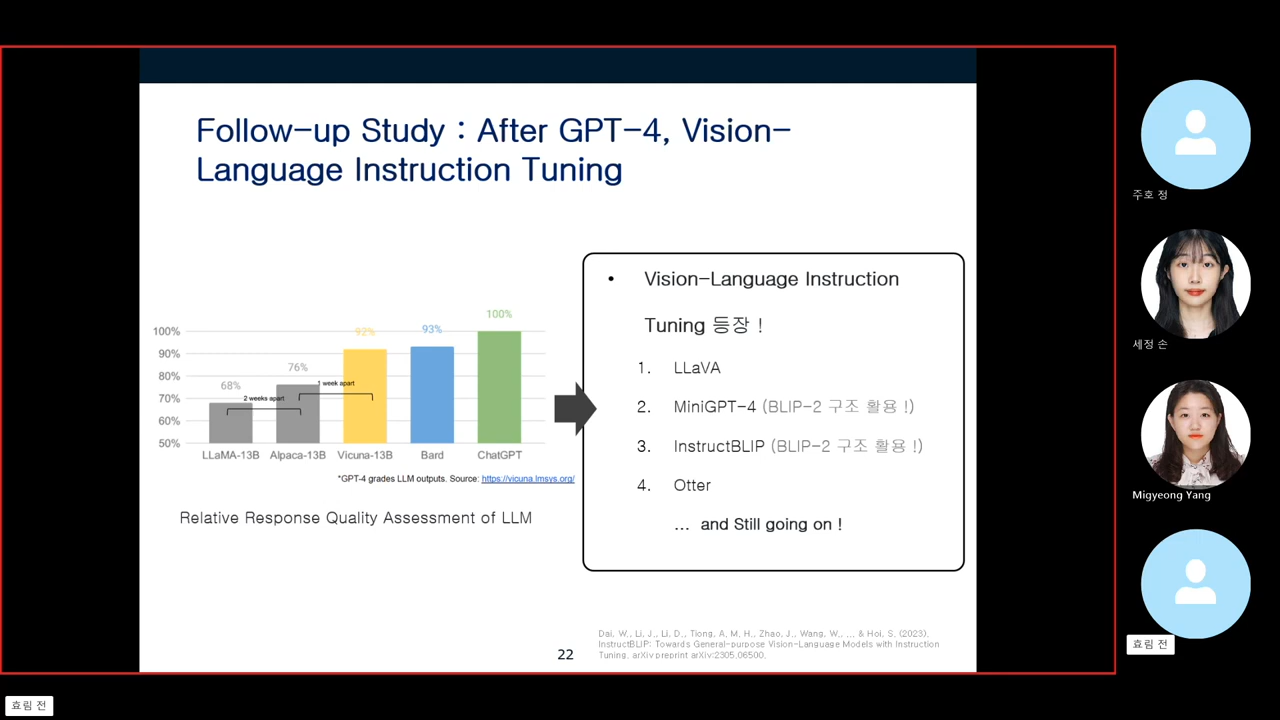 Follow-up Study : After GPT-4, Vision-
Language Instruction Tuning
100%
90%
80%
70%
60%
50%
68%
76%
92%
93%
100%
2 weeks apart
1 week apart
LLaMA-13B Alpaca-13B Vicuna-13B Bard ChatGPT
*GPT-4 grades LLM outputs. Source: https://vicuna.lmsys.org/
Relative Response Quality Assessment of LLM
• Vision-Language Instruction
Tuning 등장 !
1. LLaVA
2. MiniGPT-4 (BLIP-2 구조 활용 !)
3. InstructBLIP (BLIP-2 구조 활용 !)
4. Otter
... and Still going on !
Dai, W., Li, J., Li, D., Tiong, A. M. H., Zhao, J., Wang, W., ... & Hoi, S. (2023).
InstructBLIP: Towards General-purpose Vision-Language Models with Instruction
Tuning. arXiv preprint arXiv:2305.06500.
22
주호 정
세정 손
Migyeong Yang
효림 전
효림 전